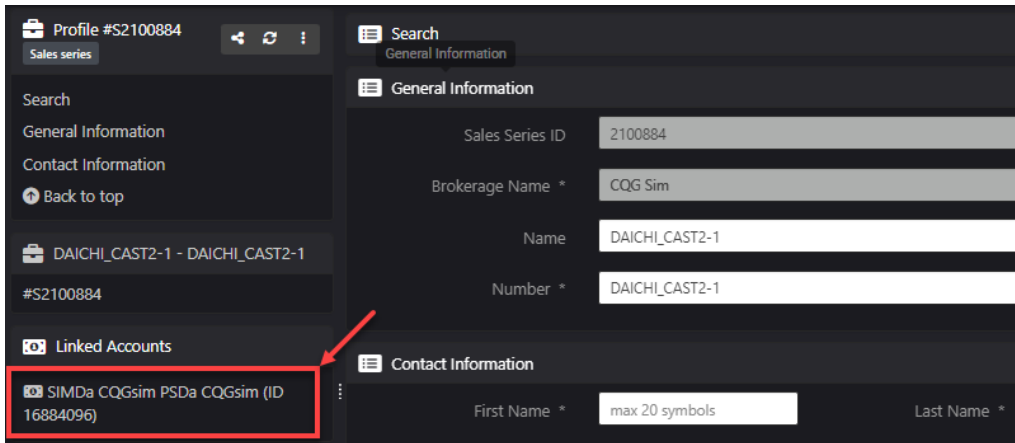 Profile #S2100884
Sales series
Search
General Information
Contact Information
Back to top
DAICHI_CAST2-1 - DAICHI_CAST2-1
#S2100884
Linked Accounts
SIMDa CQGsim PSDa CQGsim (ID
16884096)
Search
General Information
General Information
Sales Series ID 2100884
Brokerage Name * CQG Sim
Name DAICHI_CAST2-1
Number * DAICHI_CAST2-1
Contact Information
First Name * max 20 symbols Last Name *